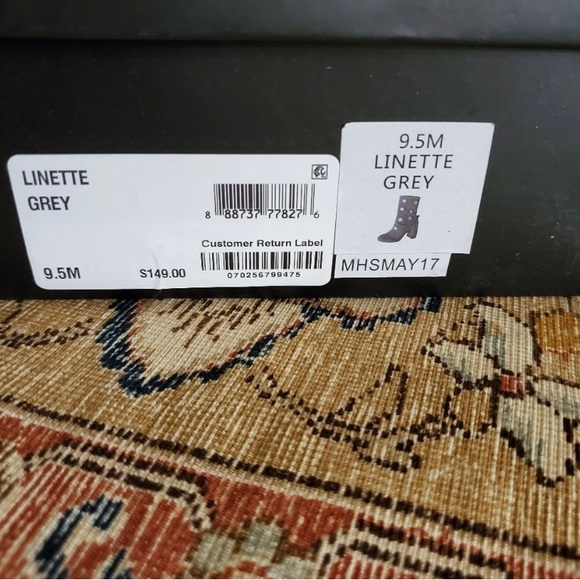 LINETTE
GREY
8 88737 77827 6
Customer Return Label
9.5M $149.00
070256799475
9.5M
LINETTE
GREY
MHSMAY17